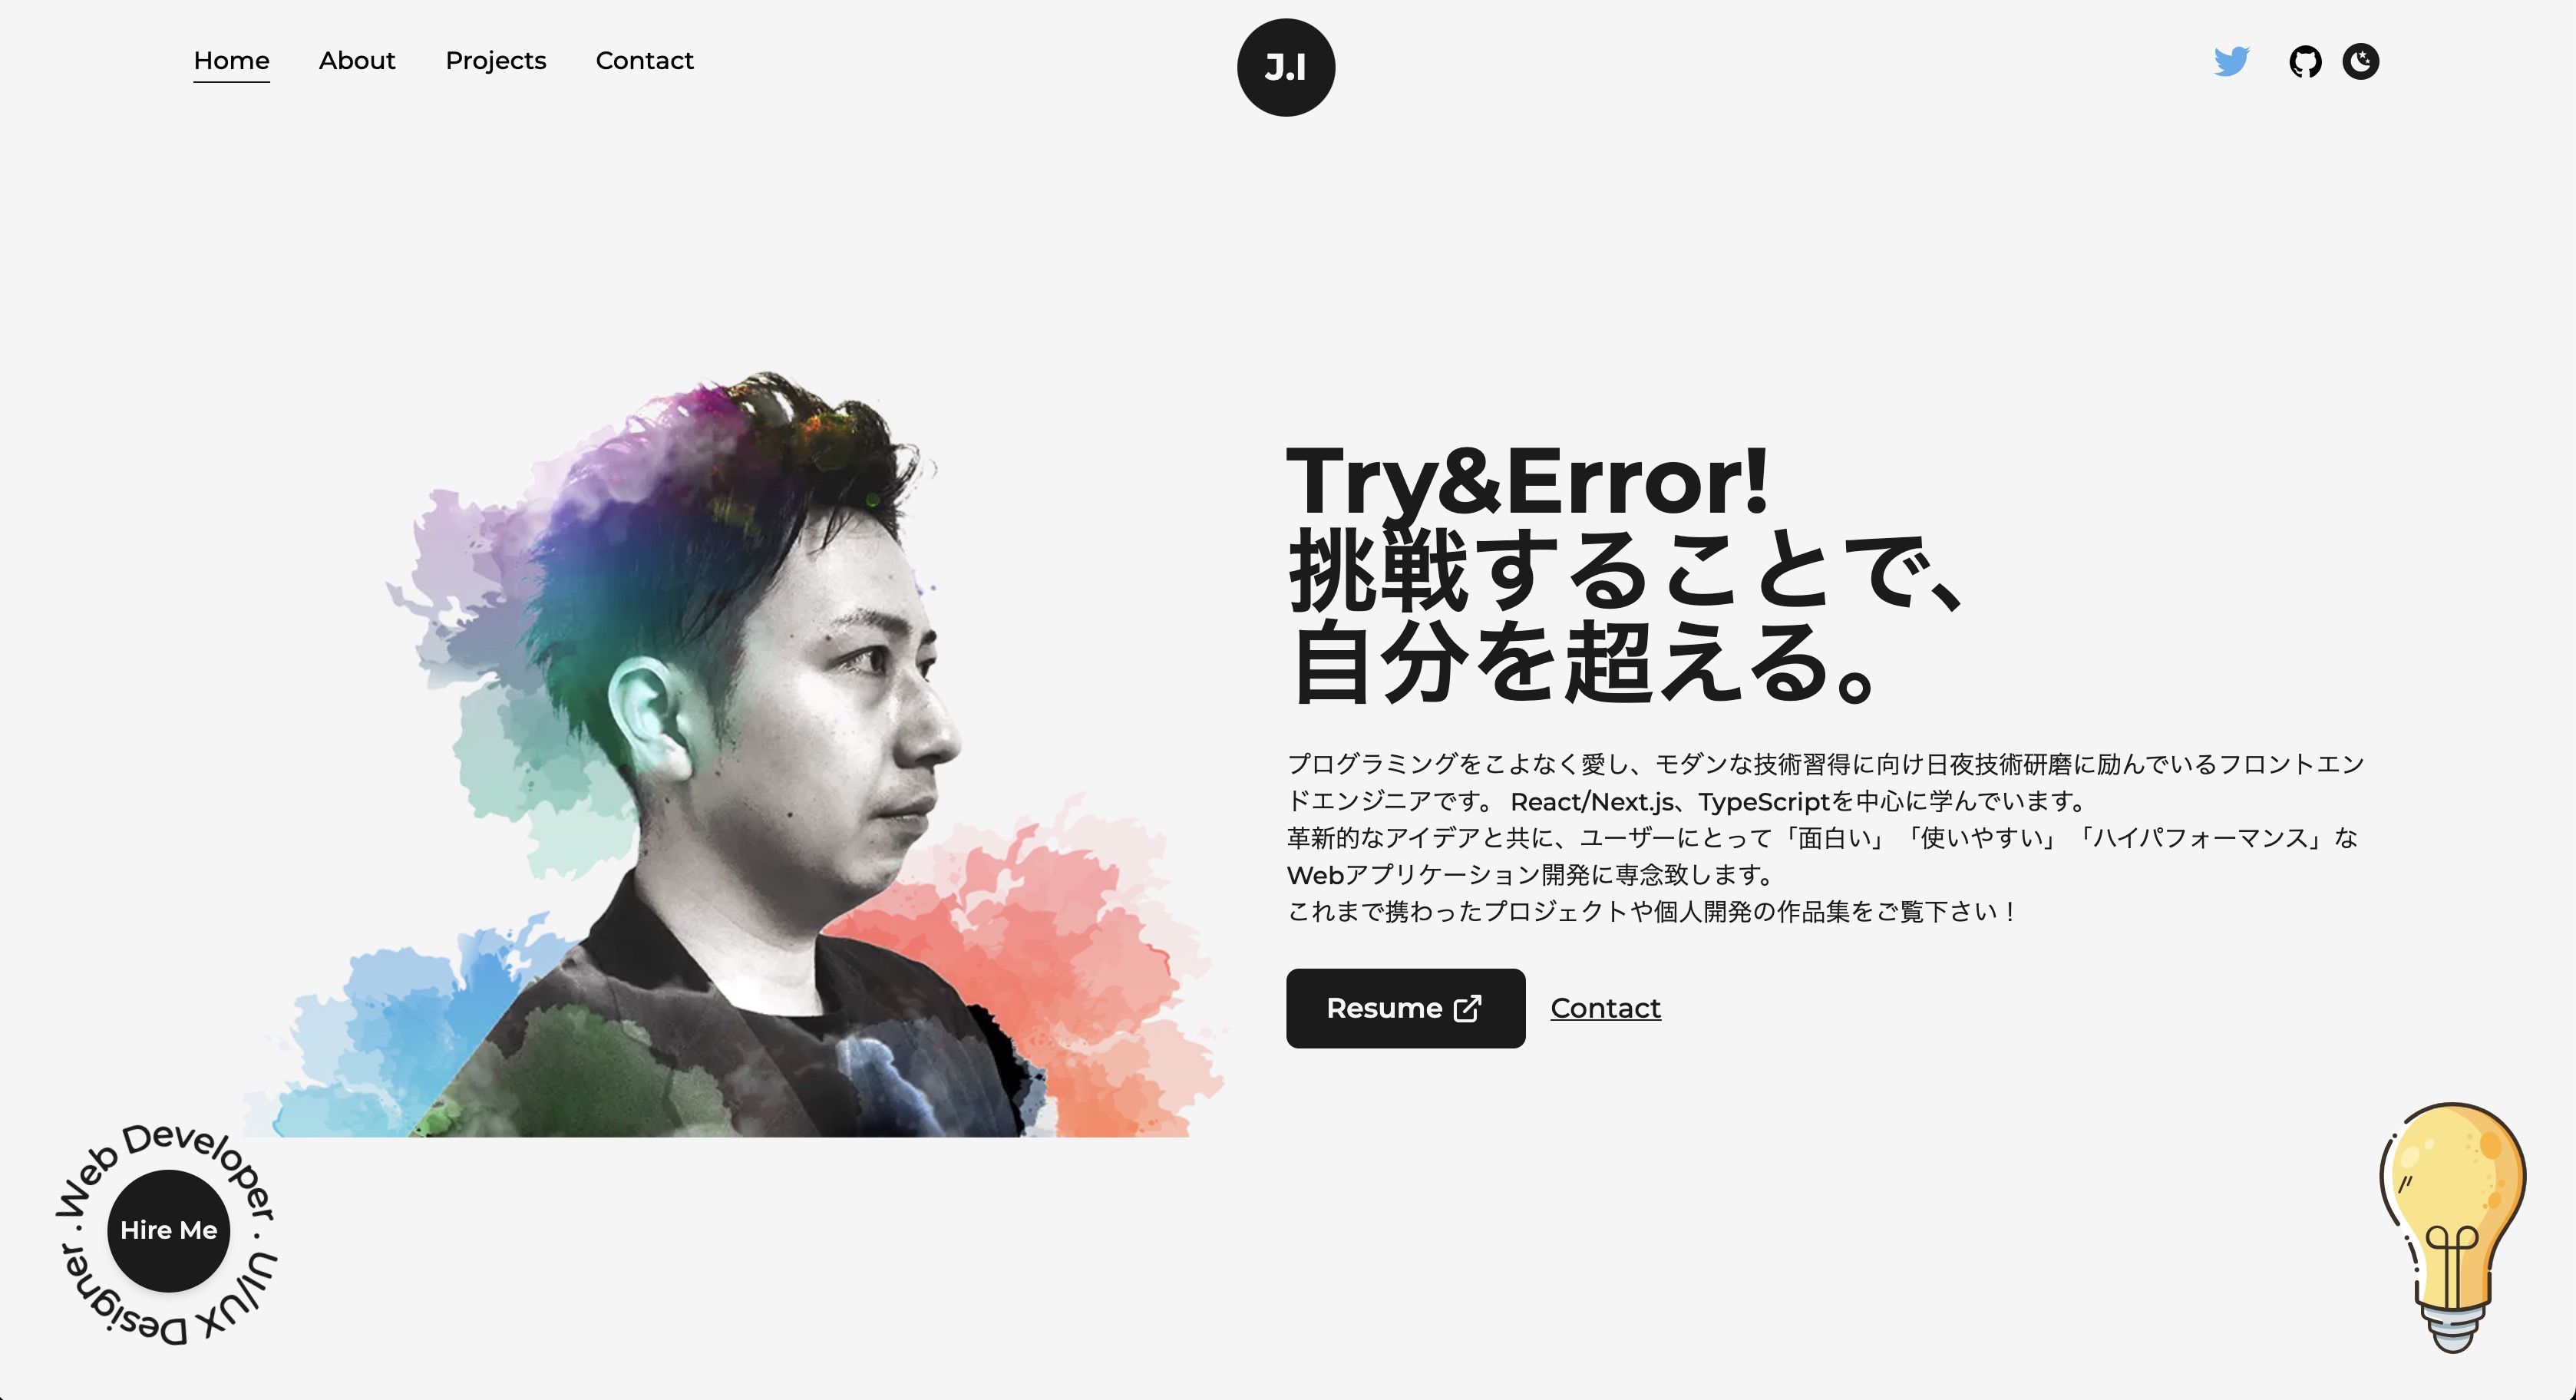 Home About Projects Contact
J.I
Try&Error!
挑戦することで、
自分を超える。
プログラミングをこよなく愛し、モダンな技術習得に向け日夜技術研磨に励んでいるフロントエン
ドエンジニアです。 React/Next.js、TypeScriptを中心に学んでいます。
革新的なアイデアと共に、ユーザーにとって「面白い」「使いやすい」「ハイパフォーマンス」な
Webアプリケーション開発に専念致します。
これまで携わったプロジェクトや個人開発の作品集をご覧下さい！
Resume Contact
Web Developer · UI/UX Designer ·
Hire Me